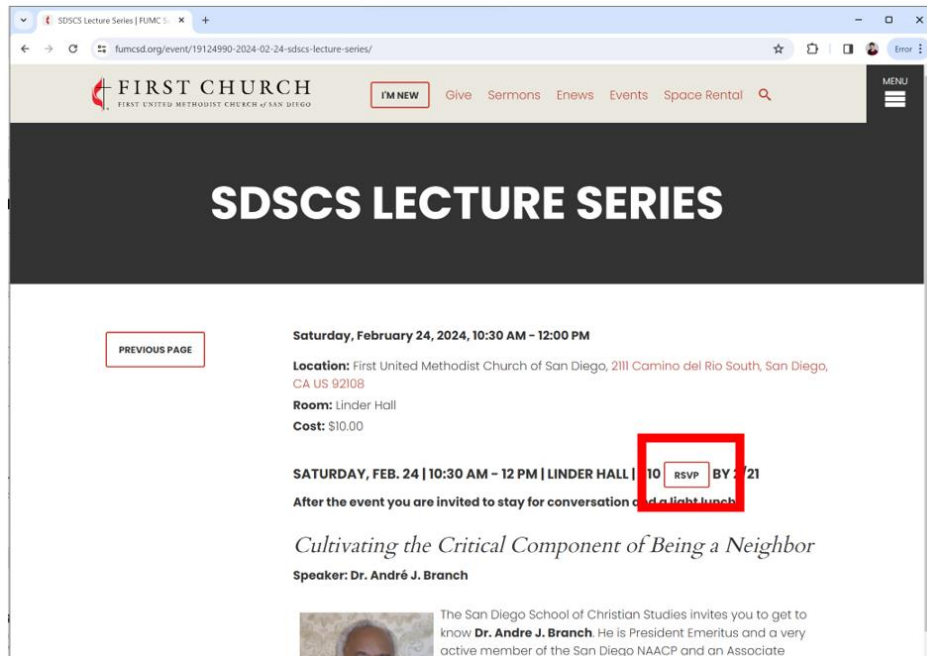 SDSCS Lecture Series | FUMC S
fumcsd.org/event/19124990-2024-02-24-sdscs-lecture-series/
Error
FIRST CHURCH
FIRST UNITED METHODIST CHURCH of SAN DIEGO
I'M NEW Give Sermons Enews Events Space Rental
MENU
SDSCS LECTURE SERIES
PREVIOUS PAGE
Saturday, February 24, 2024, 10:30 AM - 12:00 PM
Location: First United Methodist Church of San Diego, 2111 Camino del Rio South, San Diego,
CA US 92108
Room: Linder Hall
Cost: $10.00
SATURDAY, FEB. 24 | 10:30 AM - 12 PM | LINDER HALL | 10 RSVP BY 2/21
After the event you are invited to stay for conversation and a light lunch
Cultivating the Critical Component of Being a Neighbor
Speaker: Dr. André J. Branch
The San Diego School of Christian Studies invites you to get to
know Dr. Andre J. Branch. He is President Emeritus and a very
active member of the San Diego NAACP and an Associate